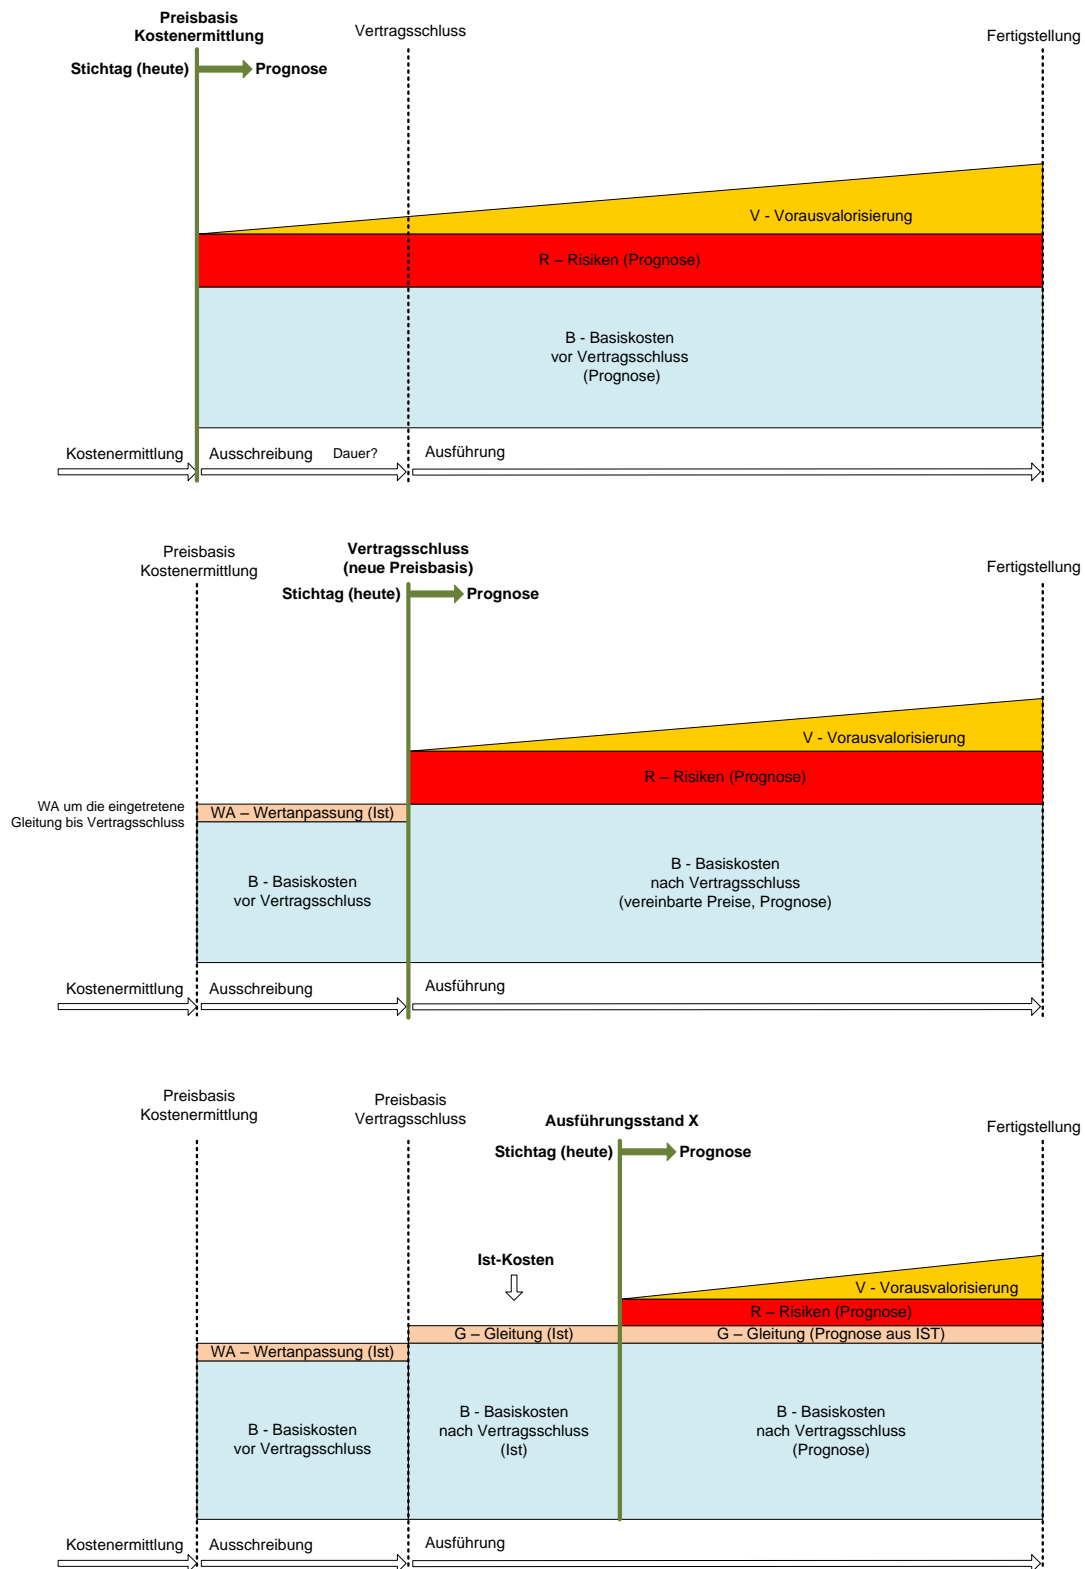 Preisbasis
Kostenermittlung
Vertragsschluss
Fertigstellung
Stichtag (heute)
Prognose
V - Vorausvalorisierung
R – Risiken (Prognose)
B - Basiskosten
vor Vertragsschluss
(Prognose)
Kostenermittlung
Ausschreibung
Dauer?
Ausführung
Preisbasis
Kostenermittlung
Vertragsschluss
(neue Preisbasis)
Fertigstellung
Stichtag (heute)
Prognose
V - Vorausvalorisierung
R – Risiken (Prognose)
WA um die eingetretene
Gleitung bis Vertragsschluss
WA – Wertanpassung (Ist)
B - Basiskosten
vor Vertragsschluss
B - Basiskosten
nach Vertragsschluss
(vereinbarte Preise, Prognose)
Kostenermittlung
Ausschreibung
Ausführung
Preisbasis
Kostenermittlung
Preisbasis
Vertragsschluss
Ausführungsstand X
Fertigstellung
Stichtag (heute)
Prognose
Ist-Kosten
V - Vorausvalorisierung
R – Risiken (Prognose)
G – Gleitung (Ist)
G – Gleitung (Prognose aus IST)
WA – Wertanpassung (Ist)
B - Basiskosten
vor Vertragsschluss
B - Basiskosten
nach Vertragsschluss
(Ist)
B - Basiskosten
nach Vertragsschluss
(Prognose)
Kostenermittlung
Ausschreibung
Ausführung